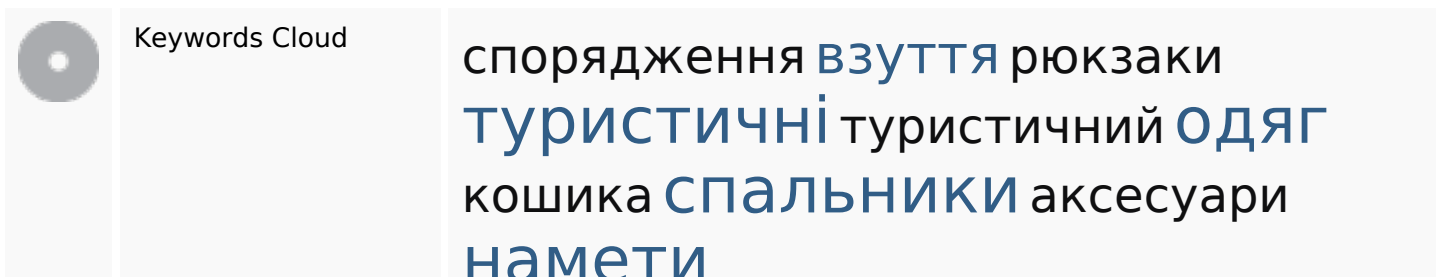 Keywords Cloud
спорядження взуття рюкзаки
туристичні туристичний одяг
кошика спальники аксесуари
намети